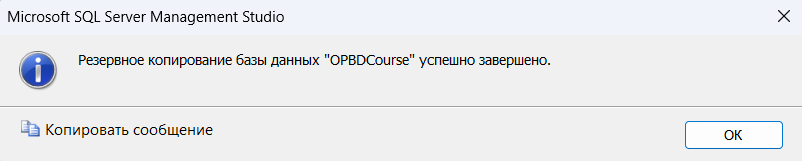 Microsoft SQL Server Management Studio
Резервное копирование базы данных "OPBDCourse" успешно завершено.
Копировать сообщение
ОК